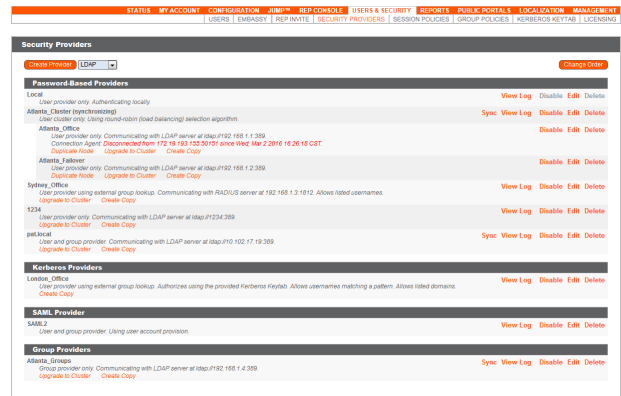 STATUS MY ACCOUNT CONFIGURATION JUMP™ REP CONSOLE USERS & SECURITY REPORTS PUBLIC PORTALS LOCALIZATION MANAGEMENT
USERS EMBASSY REP INVITE SECURITY PROVIDERS SESSION POLICIES GROUP POLICIES KERBEROS KEYTAB LICENSING
Security Providers
Create Provider LDAP Change Order
Password-Based Providers
Local
View Log Disable Edit Delete
User provider only. Authenticating locally.
Atlanta_Cluster (synchronizing)
Sync View Log Disable Edit Delete
User cluster only. Using round-robin (load balancing) selection algorithm.
Atlanta_Office
Disable Edit Delete
User provider only. Communicating with LDAP server at ldap://192.168.1.1:389.
Connection Agent: Disconnected from 172.19.193.155:50151 since Wed, Mar 2 2016 16:26:18 CST.
Duplicate Node Upgrade to Cluster Create Copy
Atlanta_Failover
Disable Edit Delete
User provider only. Communicating with LDAP server at ldap://192.168.1.2:389.
Duplicate Node Upgrade to Cluster Create Copy
Sydney_Office
View Log Disable Edit Delete
User provider using external group lookup. Communicating with RADIUS server at 192.168.1.3:1812. Allows listed usernames.
Upgrade to Cluster Create Copy
1234
View Log Disable Edit Delete
User provider only. Communicating with LDAP server at ldap://1234:389.
Upgrade to Cluster Create Copy
pat.local
Sync View Log Disable Edit Delete
User and group provider. Communicating with LDAP server at ldap://10.102.17.19:389.
Upgrade to Cluster Create Copy
Kerberos Providers
London_Office
View Log Disable Edit Delete
User provider using external group lookup. Authorizes using the provided Kerberos Keytab. Allows usernames matching a pattern. Allows listed domains.
Create Copy
SAML Provider
SAML2
View Log Disable Edit Delete
User and group provider. Using user account provision.
Group Providers
Atlanta_Groups
Sync View Log Disable Edit Delete
Group provider only. Communicating with LDAP server at ldap://192.168.1.4:389.
Upgrade to Cluster Create Copy